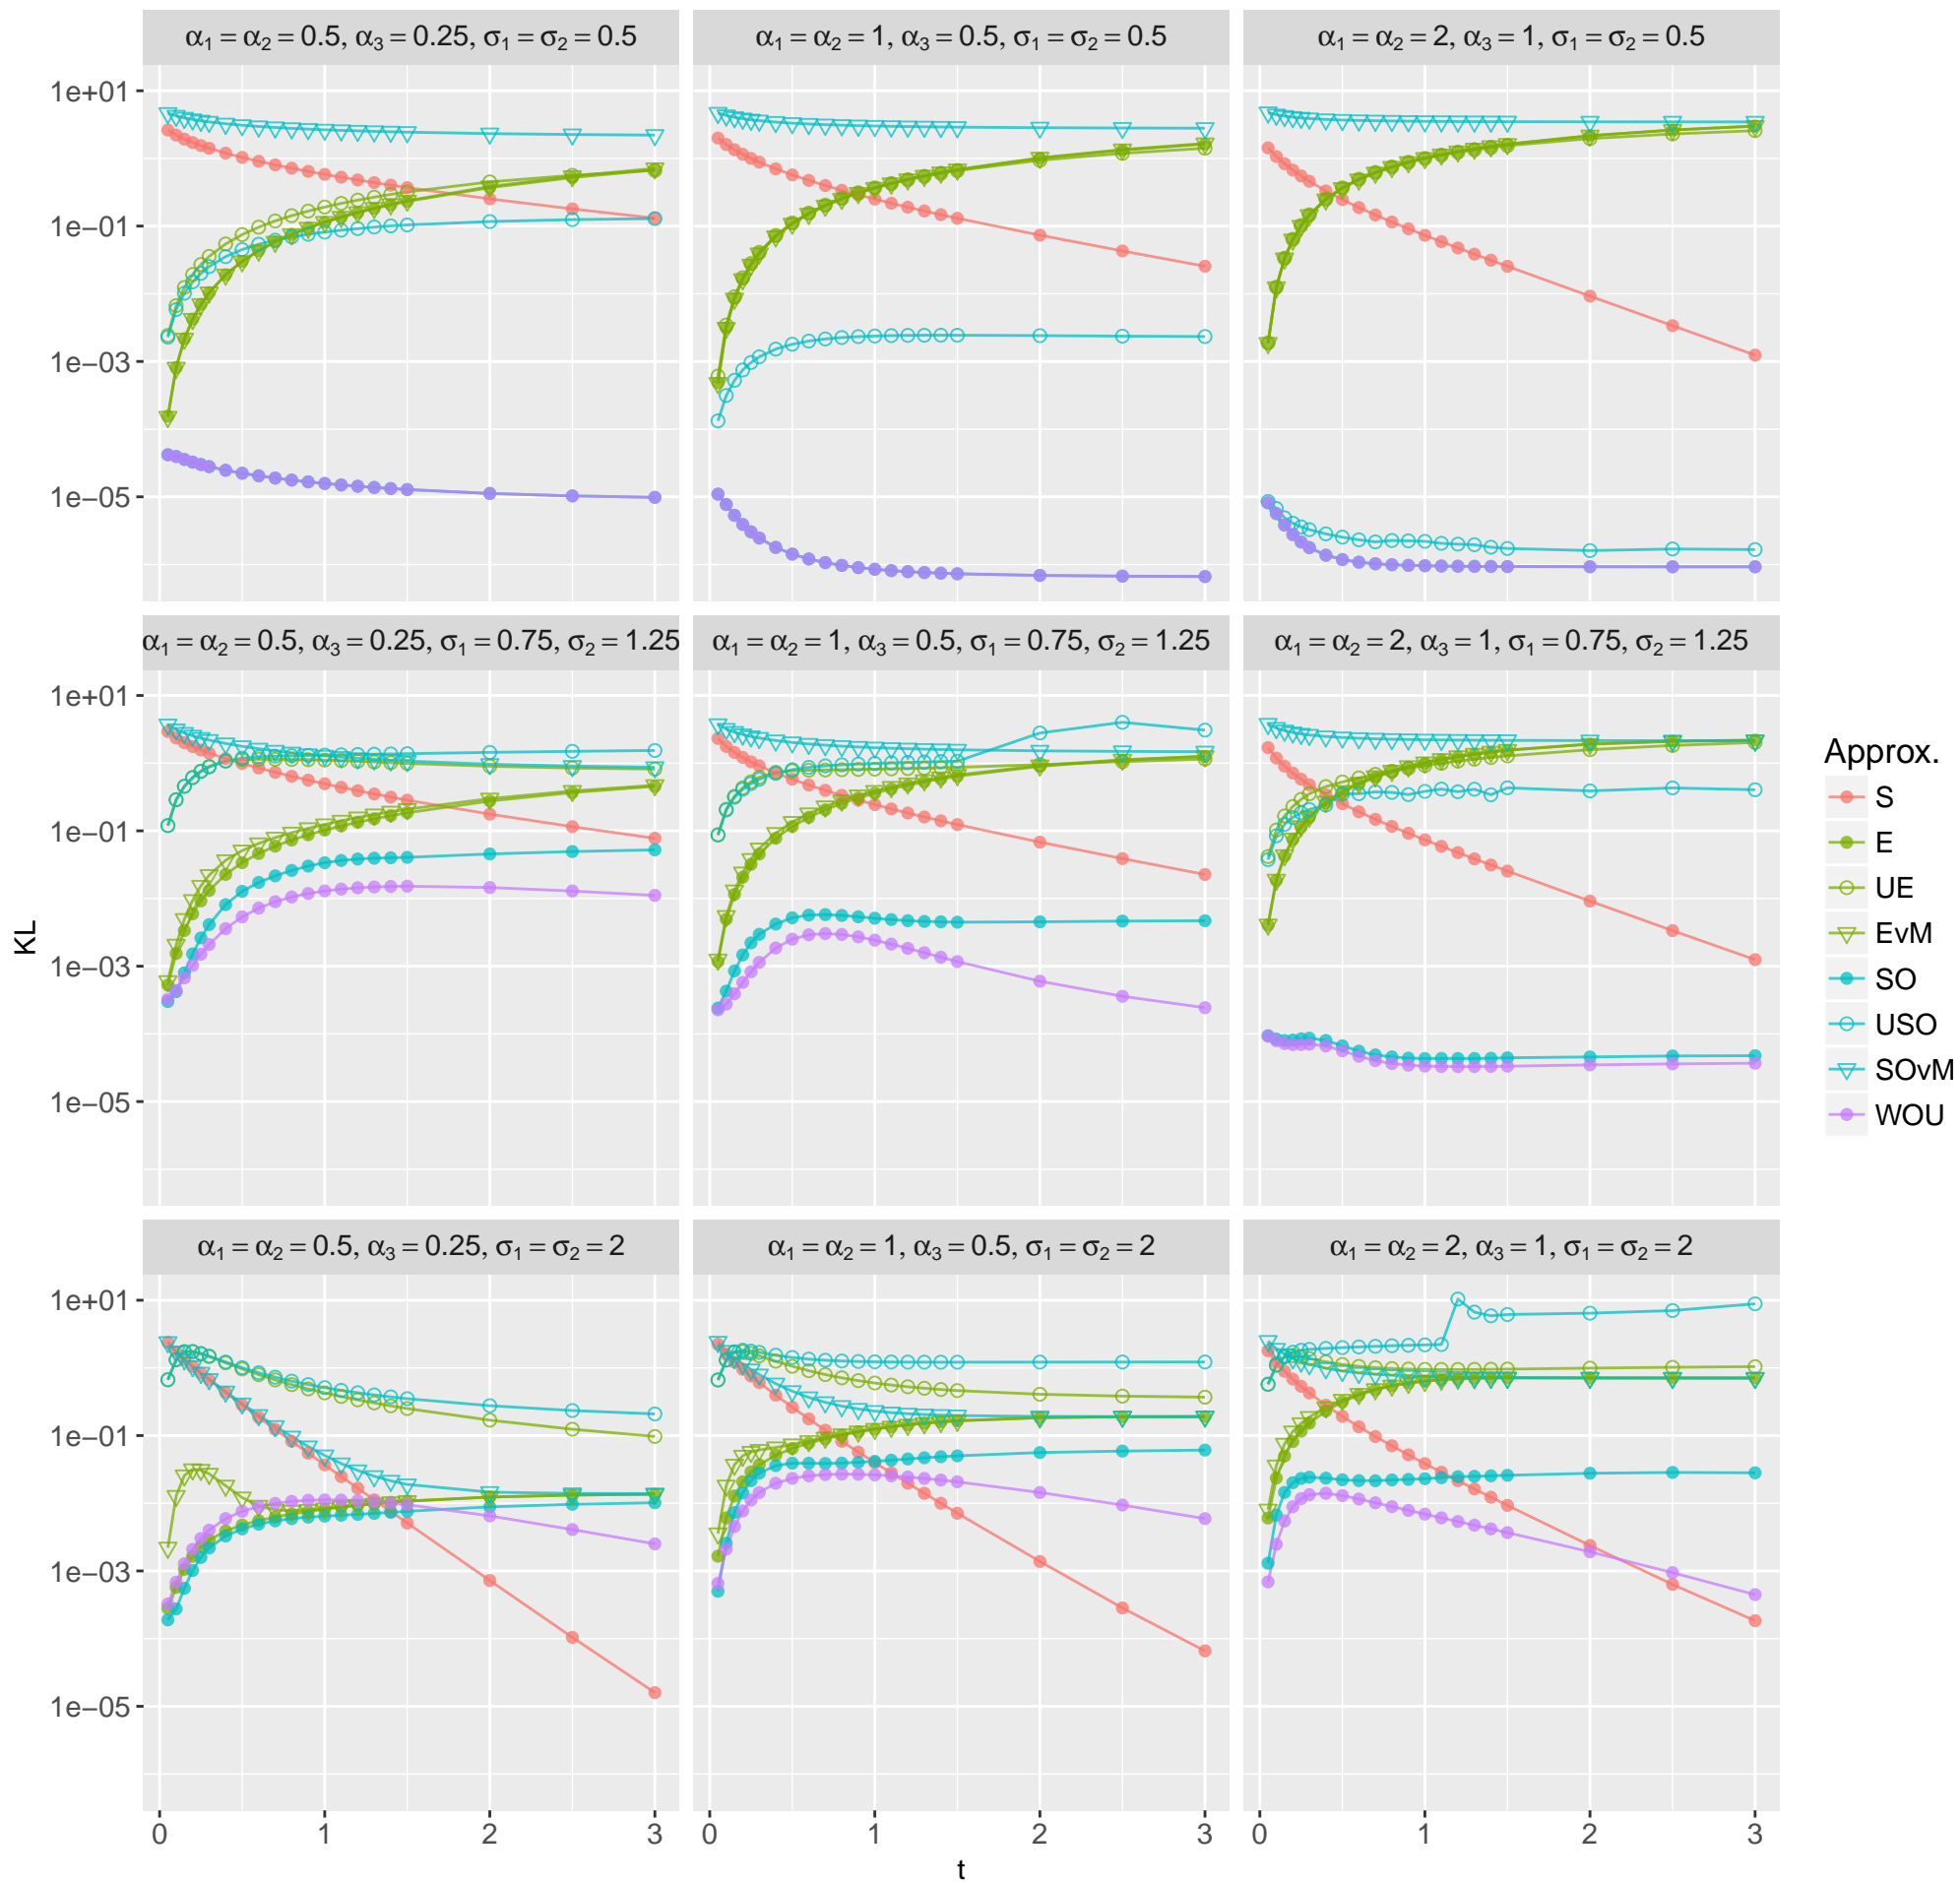 α₁ = α₂ = 0.5, α₃ = 0.25, σ₁ = σ₂ = 0.5
α₁ = α₂ = 1, α₃ = 0.5, σ₁ = σ₂ = 0.5
α₁ = α₂ = 2, α₃ = 1, σ₁ = σ₂ = 0.5
1e+01
1e−01
1e−03
1e−05
α₁ = α₂ = 0.5, α₃ = 0.25, σ₁ = 0.75, σ₂ = 1.25
α₁ = α₂ = 1, α₃ = 0.5, σ₁ = 0.75, σ₂ = 1.25
α₁ = α₂ = 2, α₃ = 1, σ₁ = 0.75, σ₂ = 1.25
1e+01
1e−01
1e−03
1e−05
KL
α₁ = α₂ = 0.5, α₃ = 0.25, σ₁ = σ₂ = 2
α₁ = α₂ = 1, α₃ = 0.5, σ₁ = σ₂ = 2
α₁ = α₂ = 2, α₃ = 1, σ₁ = σ₂ = 2
1e+01
1e−01
1e−03
1e−05
0 1 2 3
0 1 2 3
0 1 2 3
t
Approx.
S
E
UE
EvM
SO
USO
SOvM
WOU